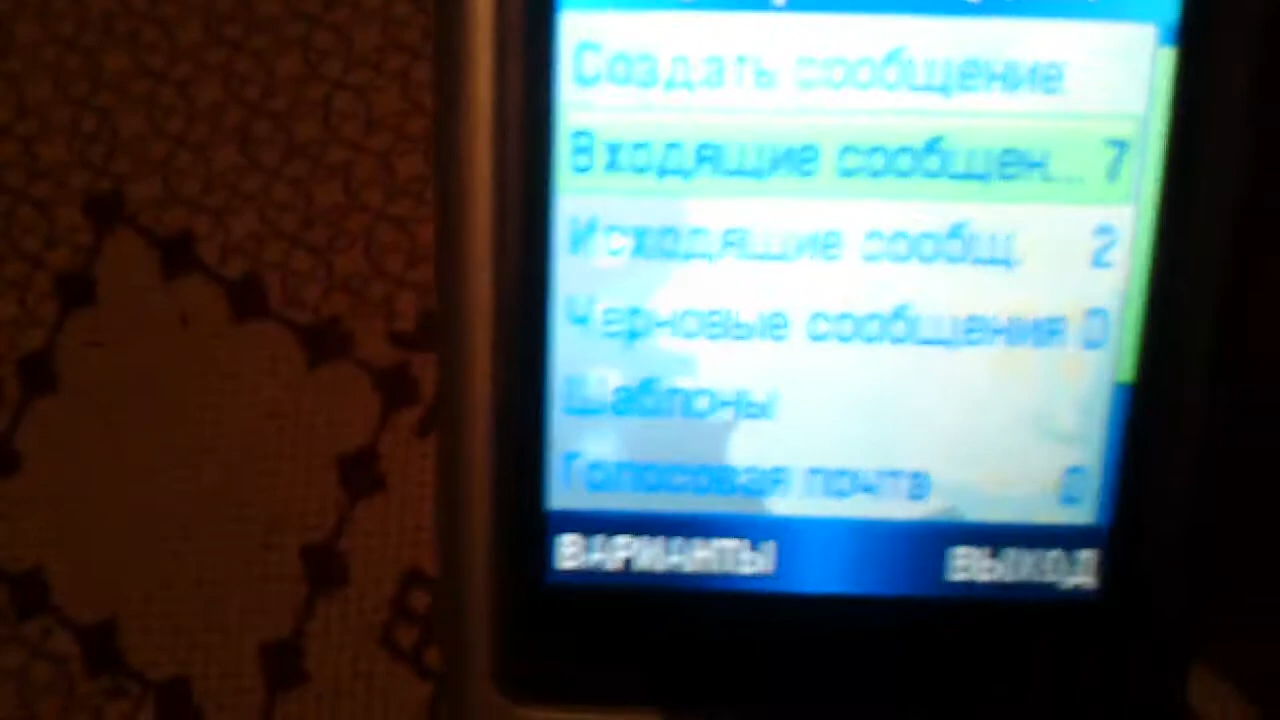 Создать сообщение
Входящие сообщен... 7
Исходящие сообщ. 2
Черновые сообщения 0
Шаблоны
Голосовая почта 0
ВАРИАНТЫ ВЫХОД